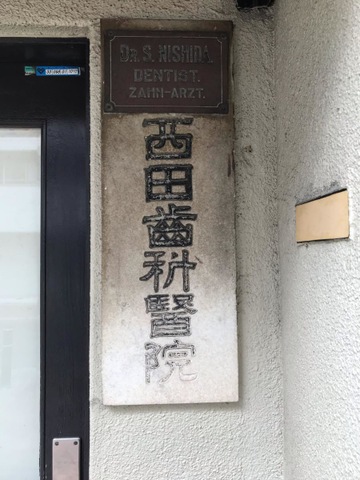 DR. S. NISHIDA.
DENTIST.
ZAHN-ARZT.
西田齒科醫院